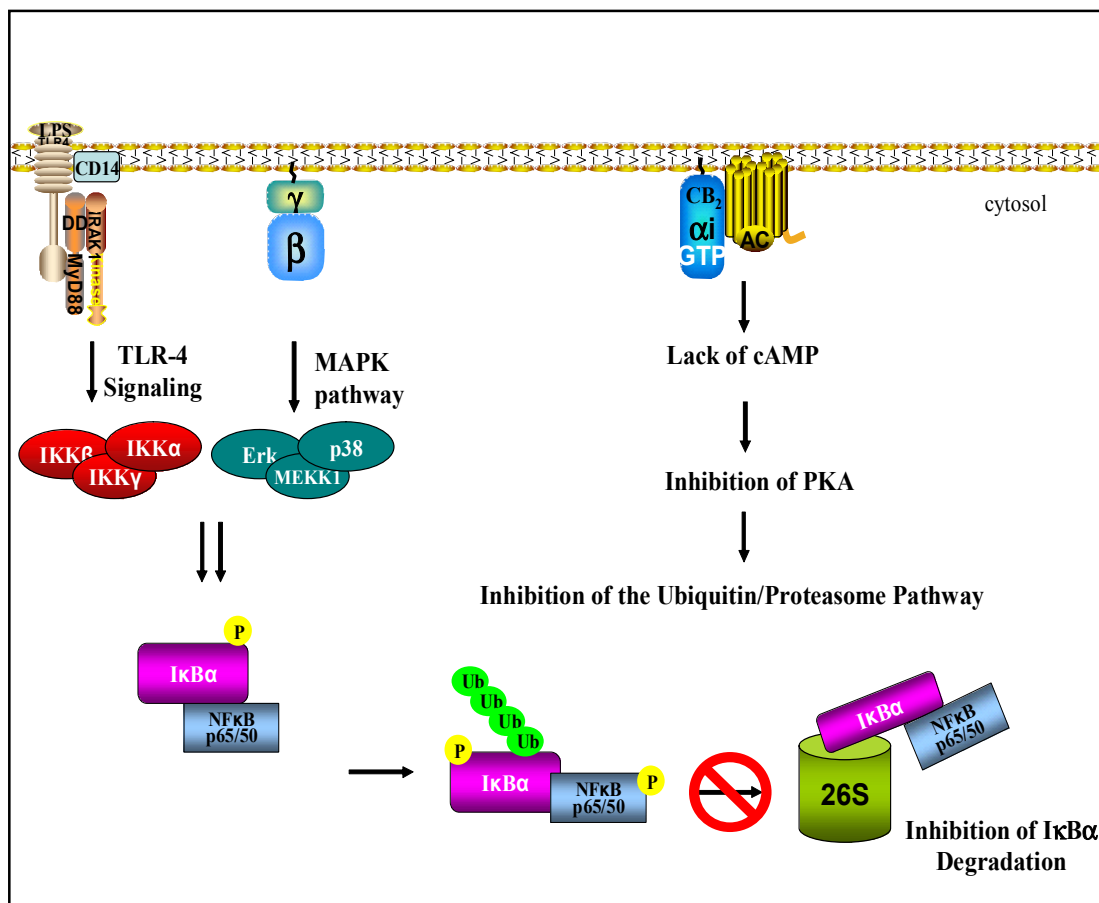 LPS
TLR4
CD14
DD
MyD88
IRAK1
kinase
γ
β
CB2
αi
GTP
AC
cytosol
TLR-4
Signaling
MAPK
pathway
Lack of cAMP
IKKβ
IKKα
IKKγ
Erk
p38
MEKK1
Inhibition of PKA
Inhibition of the Ubiquitin/Proteasome Pathway
P
IκBα
NFκB
p65/50
Ub
Ub
Ub
Ub
P
IκBα
NFκB
p65/50
P
IκBα
NFκB
p65/50
26S
Inhibition of IκBα
Degradation